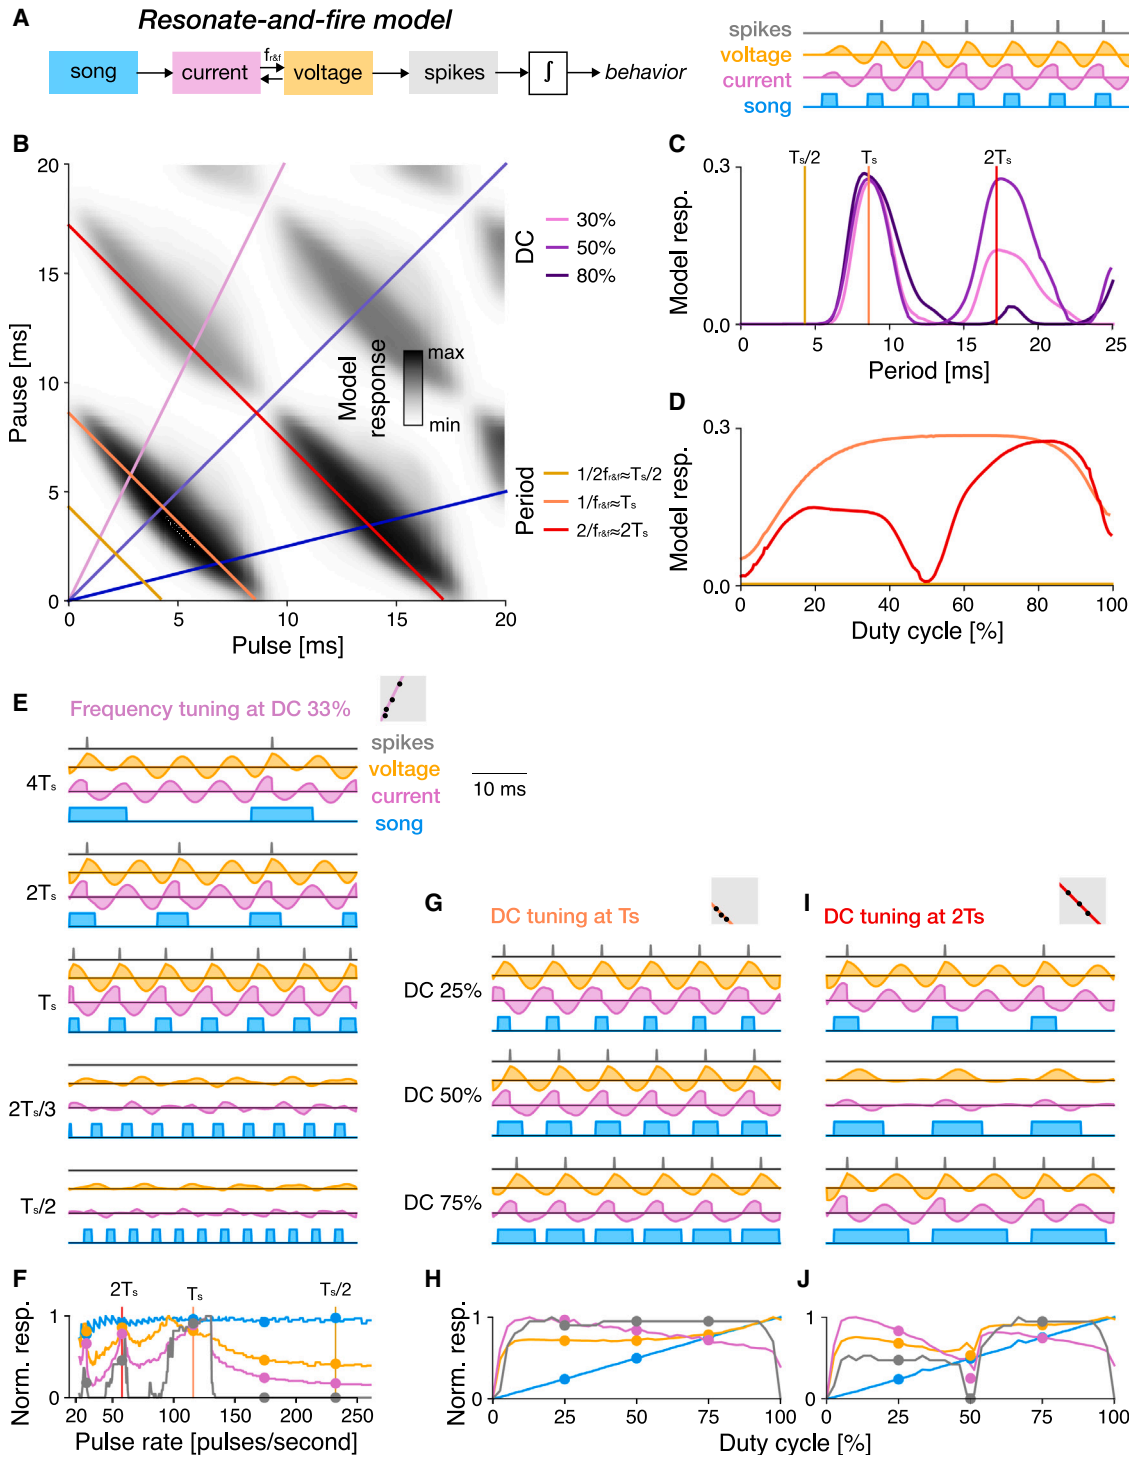 A
Resonate-and-fire model
song
current
f r&f
voltage
spikes
∫
behavior
spikes
voltage
current
song
B
20
15
10
5
0
Pause [ms]
0
5
10
15
20
Pulse [ms]
Model response
max
min
DC
30%
50%
80%
Period
1/2fr&f≈Ts/2
1/fr&f≈Ts
2/fr&f≈2Ts
C
Ts/2
Ts
2Ts
0.3
0.0
Model resp.
0
5
10
15
20
25
Period [ms]
D
0.3
0.0
Model resp.
0
20
40
60
80
100
Duty cycle [%]
E
Frequency tuning at DC 33%
spikes
voltage
current
song
10 ms
4Ts
2Ts
Ts
2Ts/3
Ts/2
F
2Ts
Ts
Ts/2
1
0
Norm. resp.
20
50
100
150
200
250
Pulse rate [pulses/second]
G
DC tuning at Ts
DC 25%
DC 50%
DC 75%
I
DC tuning at 2Ts
H
1
0
Norm. resp.
0
25
50
75
100
J
1
0
0
25
50
75
100
Duty cycle [%]